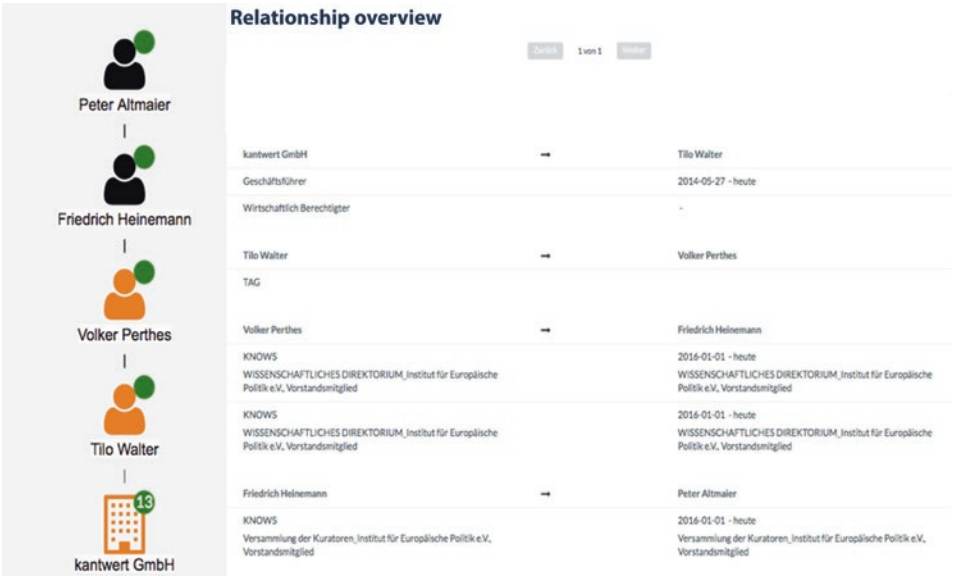 Relationship overview
Zurück 1 von 1 Weiter
Peter Altmaier
Friedrich Heinemann
Volker Perthes
Tilo Walter
13
kantwert GmbH
kantwert GmbH → Tilo Walter
Geschäftsführer 2014-05-27 - heute
Wirtschaftlich Berechtigter -
Tilo Walter → Volker Perthes
TAG
Volker Perthes → Friedrich Heinemann
KNOWS 2016-01-01 - heute
WISSENSCHAFTLICHES DIREKTORIUM_Institut für Europäische WISSENSCHAFTLICHES DIREKTORIUM_Institut für Europäische
Politik e.V., Vorstandsmitglied Politik e.V., Vorstandsmitglied
KNOWS 2016-01-01 - heute
WISSENSCHAFTLICHES DIREKTORIUM_Institut für Europäische WISSENSCHAFTLICHES DIREKTORIUM_Institut für Europäische
Politik e.V., Vorstandsmitglied Politik e.V., Vorstandsmitglied
Friedrich Heinemann → Peter Altmaier
KNOWS 2016-01-01 - heute
Versammlung der Kuratoren_Institut für Europäische Politik e.V., Versammlung der Kuratoren_Institut für Europäische Politik e.V.,
Vorstandsmitglied Vorstandsmitglied